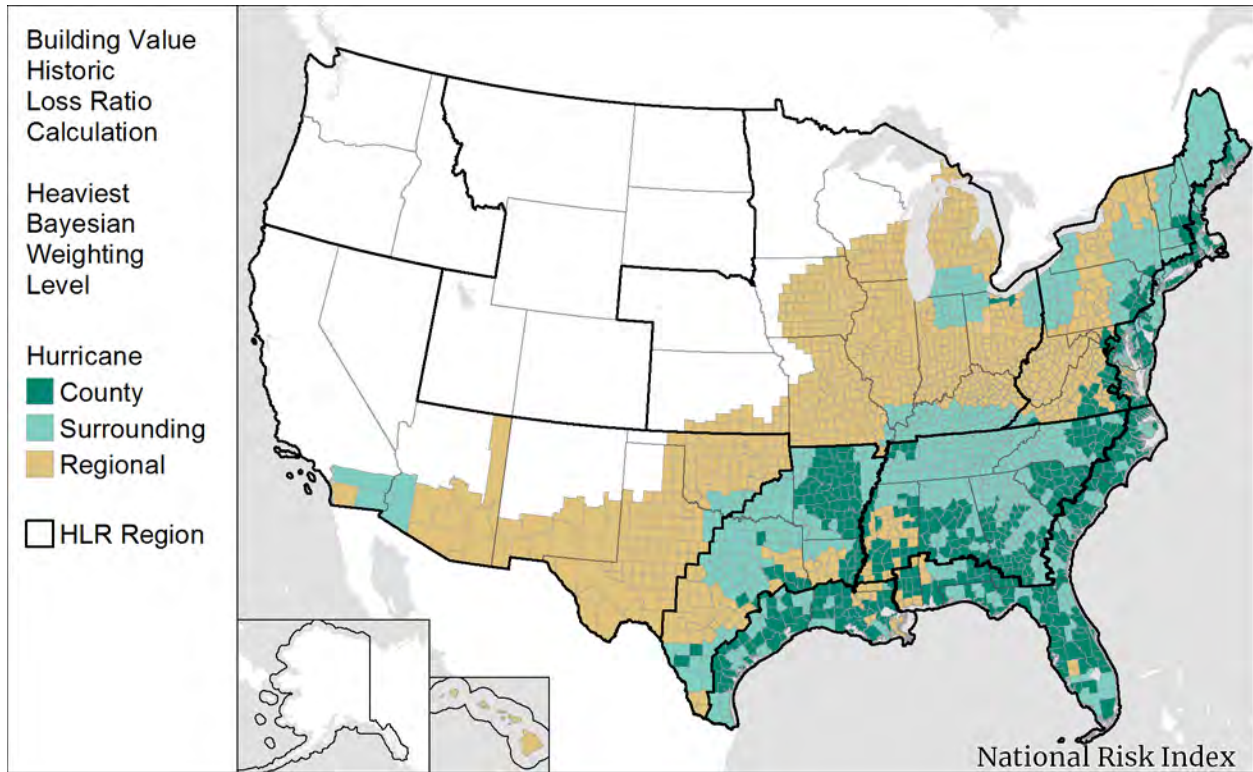 Building Value
Historic
Loss Ratio
Calculation
Heaviest
Bayesian
Weighting
Level
Hurricane
County
Surrounding
Regional
HLR Region
National Risk Index